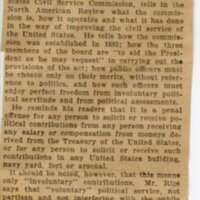 States Civil Service Commission, tells in the
North American Review what the commis-
sion is, how it operates and what it has done
in the way of improving the civil service of
the United States. He tells how the commis-
sion was established in 1882; how the three
members of the board are "to aid the Presi-
dent as he may request" in carrying out the
provisions of the act; how public officers must
be chosen only on their merits, without refer-
ence to politics, and how such officers must
enjoy perfect freedom from involuntary polit-
ical servitude and from political assessments.
He reminds his readers that it is a penal
offense for any person to solicit or receive po-
litical contributions from any person receiving
any salary or compensation from moneys de-
rived from the Treasury of the United States,
or for any person to solicit or receive such
contributions in any United States building,
navy yard, fort or arsenal.
It should be noted, however, that this means
only "involuntary" contributions. Mr. Rice
says that "voluntary" political service, not
partisan and not interfering with the public